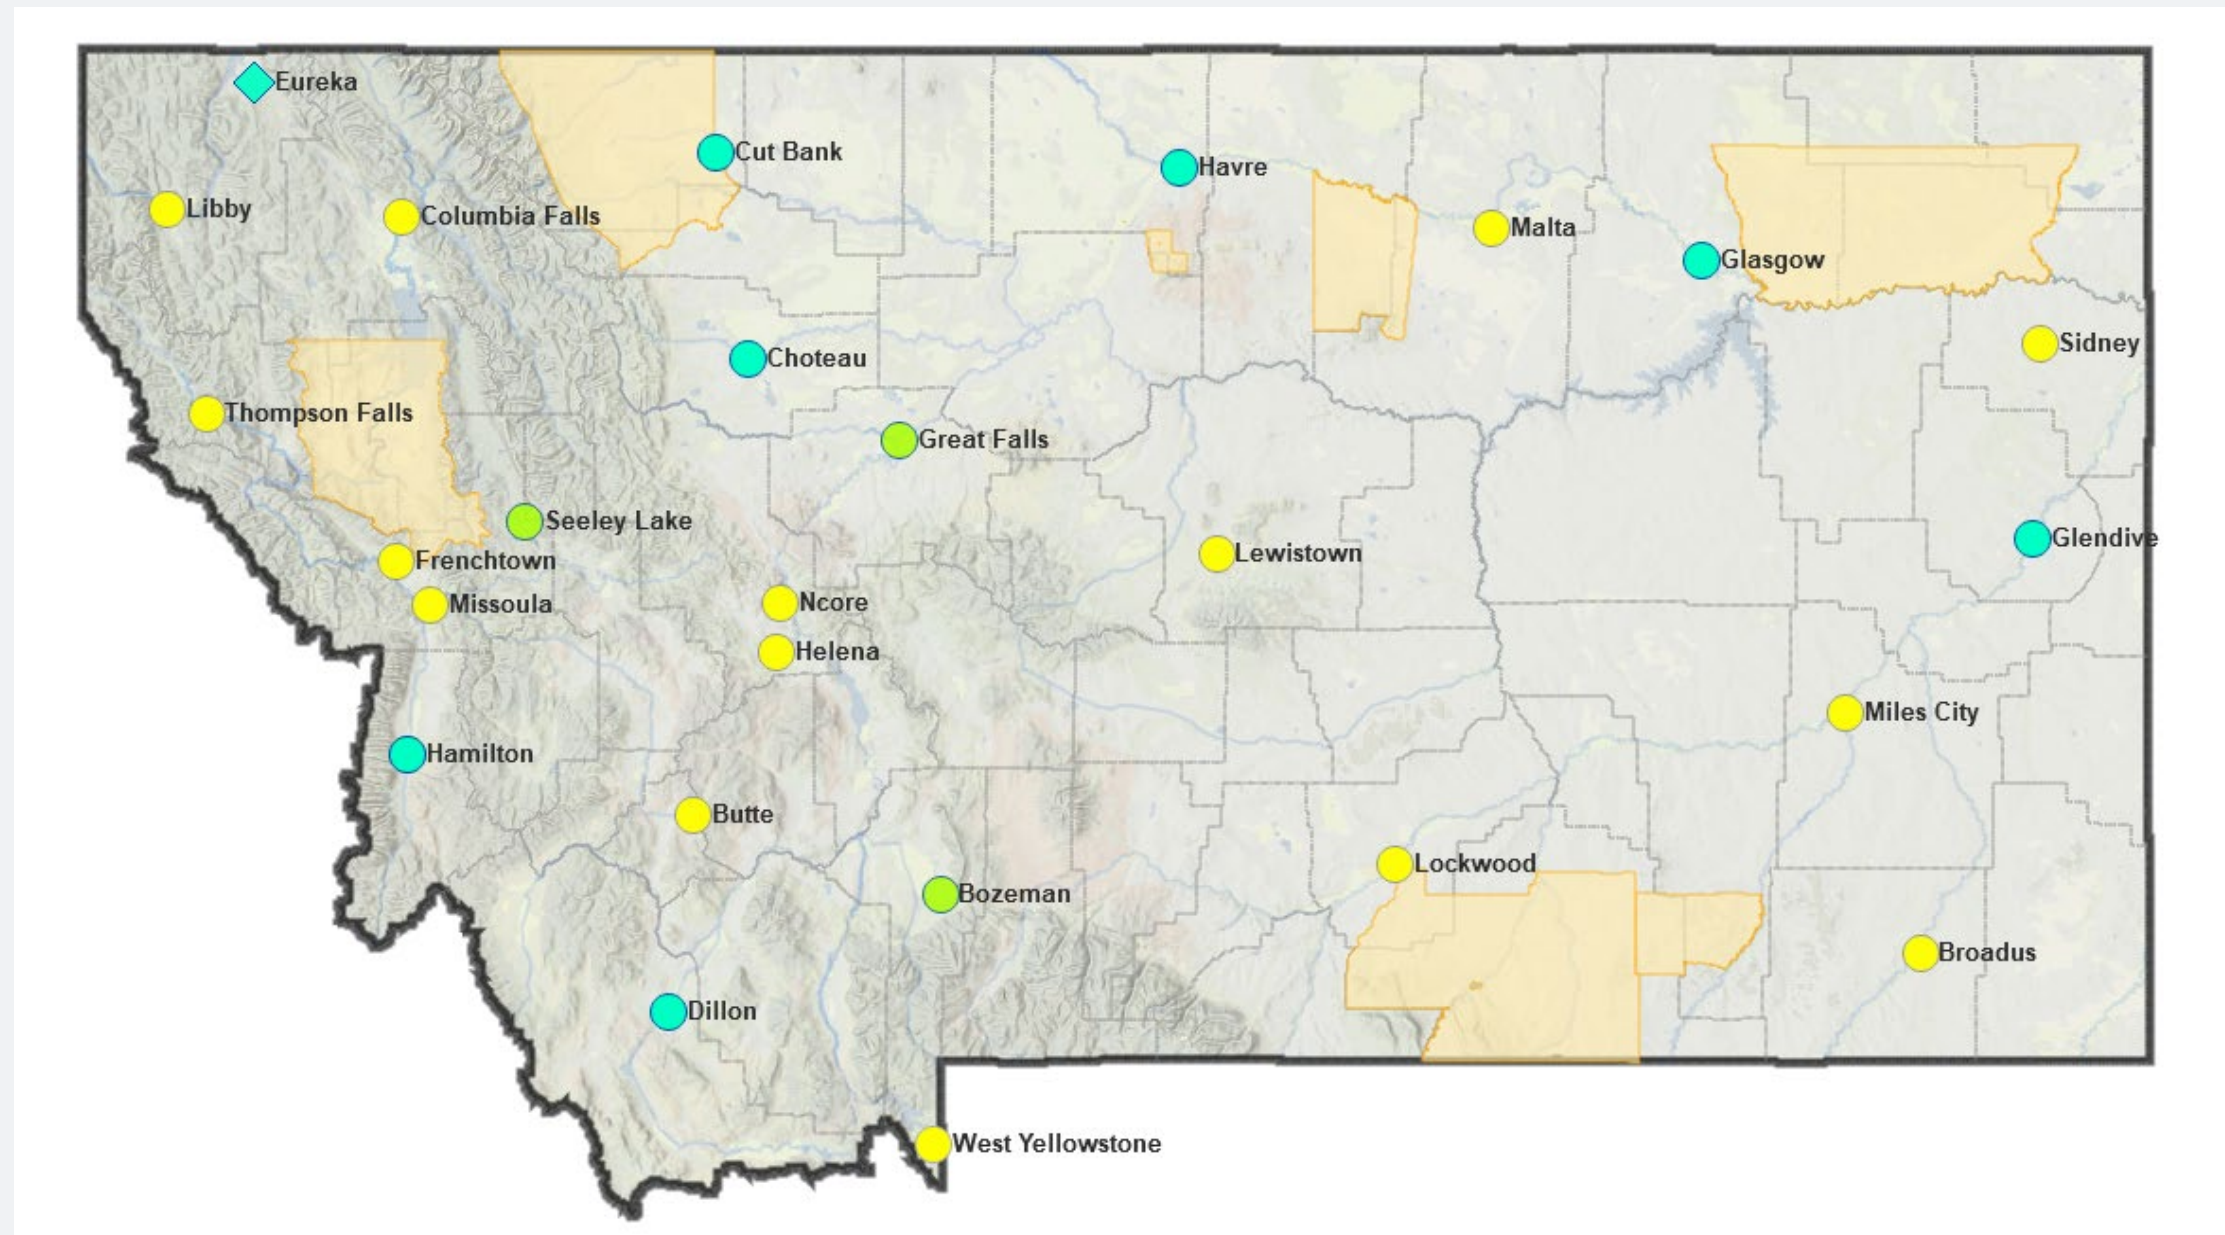 Eureka
Cut Bank
Havre
Libby
Columbia Falls
Malta
Glasgow
Sidney
Choteau
Thompson Falls
Great Falls
Seeley Lake
Glendive
Lewistown
Frenchtown
Ncore
Missoula
Helena
Miles City
Hamilton
Butte
Lockwood
Bozeman
Broadus
Dillon
West Yellowstone